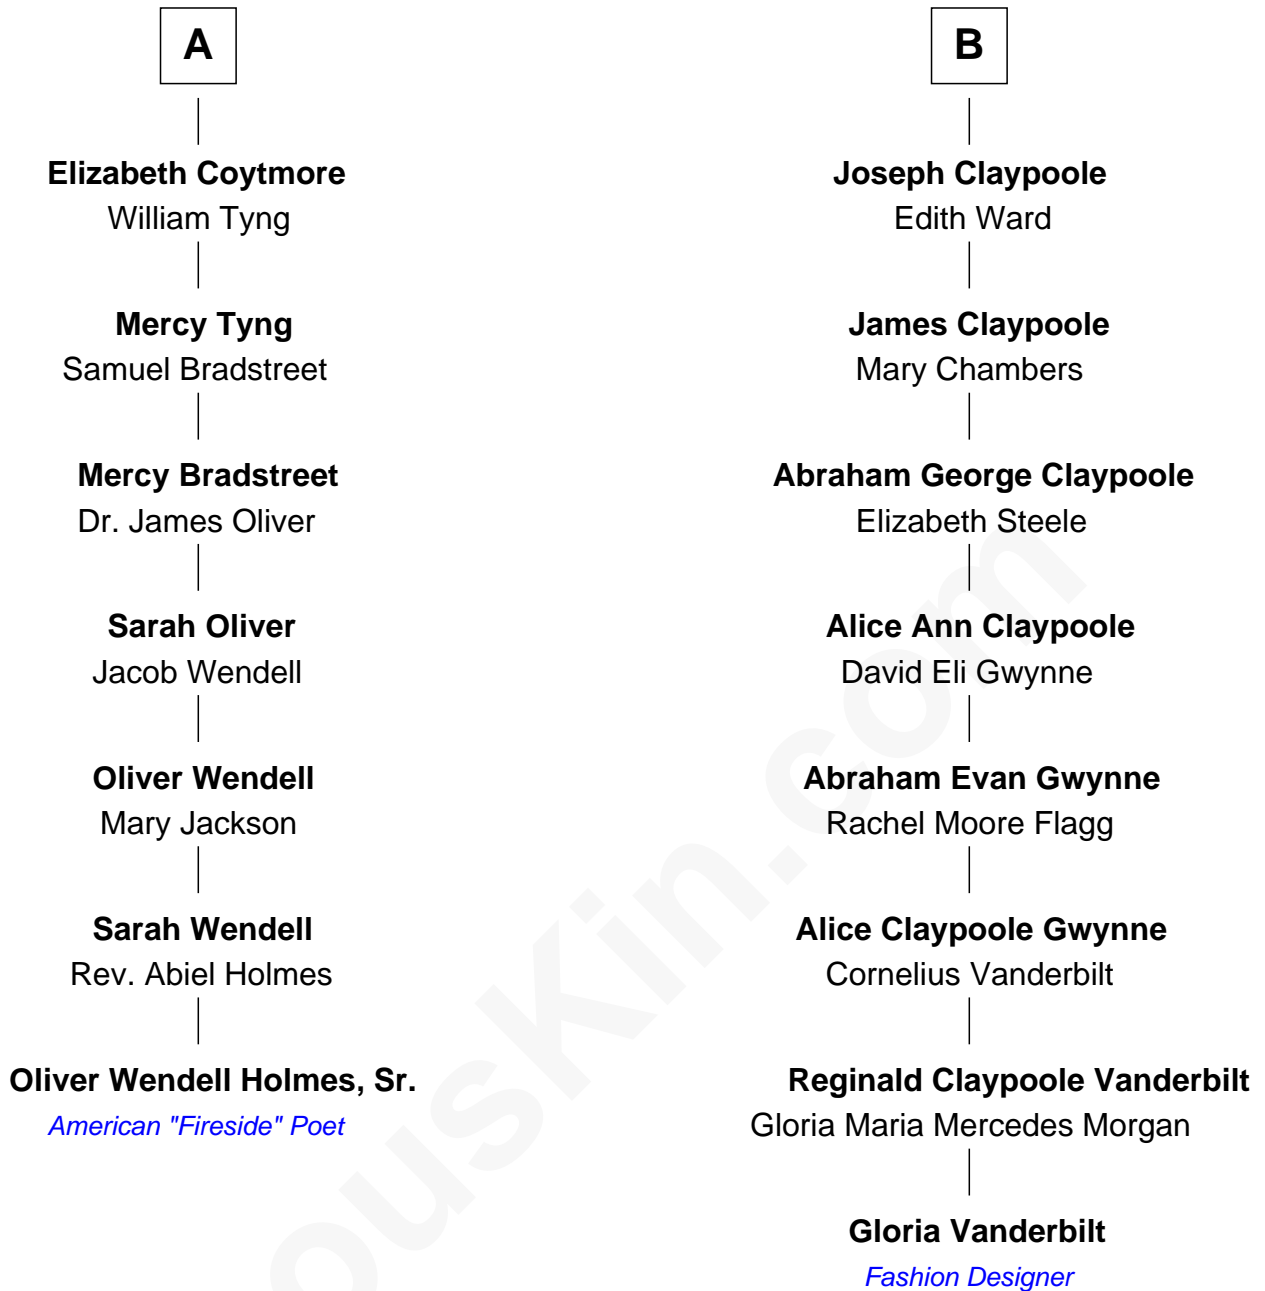 A
Elizabeth Coytmore
William Tyng
Mercy Tyng
Samuel Bradstreet
Mercy Bradstreet
Dr. James Oliver
Sarah Oliver
Jacob Wendell
Oliver Wendell
Mary Jackson
Sarah Wendell
Rev. Abiel Holmes
Oliver Wendell Holmes, Sr.
American "Fireside" Poet
B
Joseph Claypoole
Edith Ward
James Claypoole
Mary Chambers
Abraham George Claypoole
Elizabeth Steele
Alice Ann Claypoole
David Eli Gwynne
Abraham Evan Gwynne
Rachel Moore Flagg
Alice Claypoole Gwynne
Cornelius Vanderbilt
Reginald Claypoole Vanderbilt
Gloria Maria Mercedes Morgan
Gloria Vanderbilt
Fashion Designer
ousKin.com